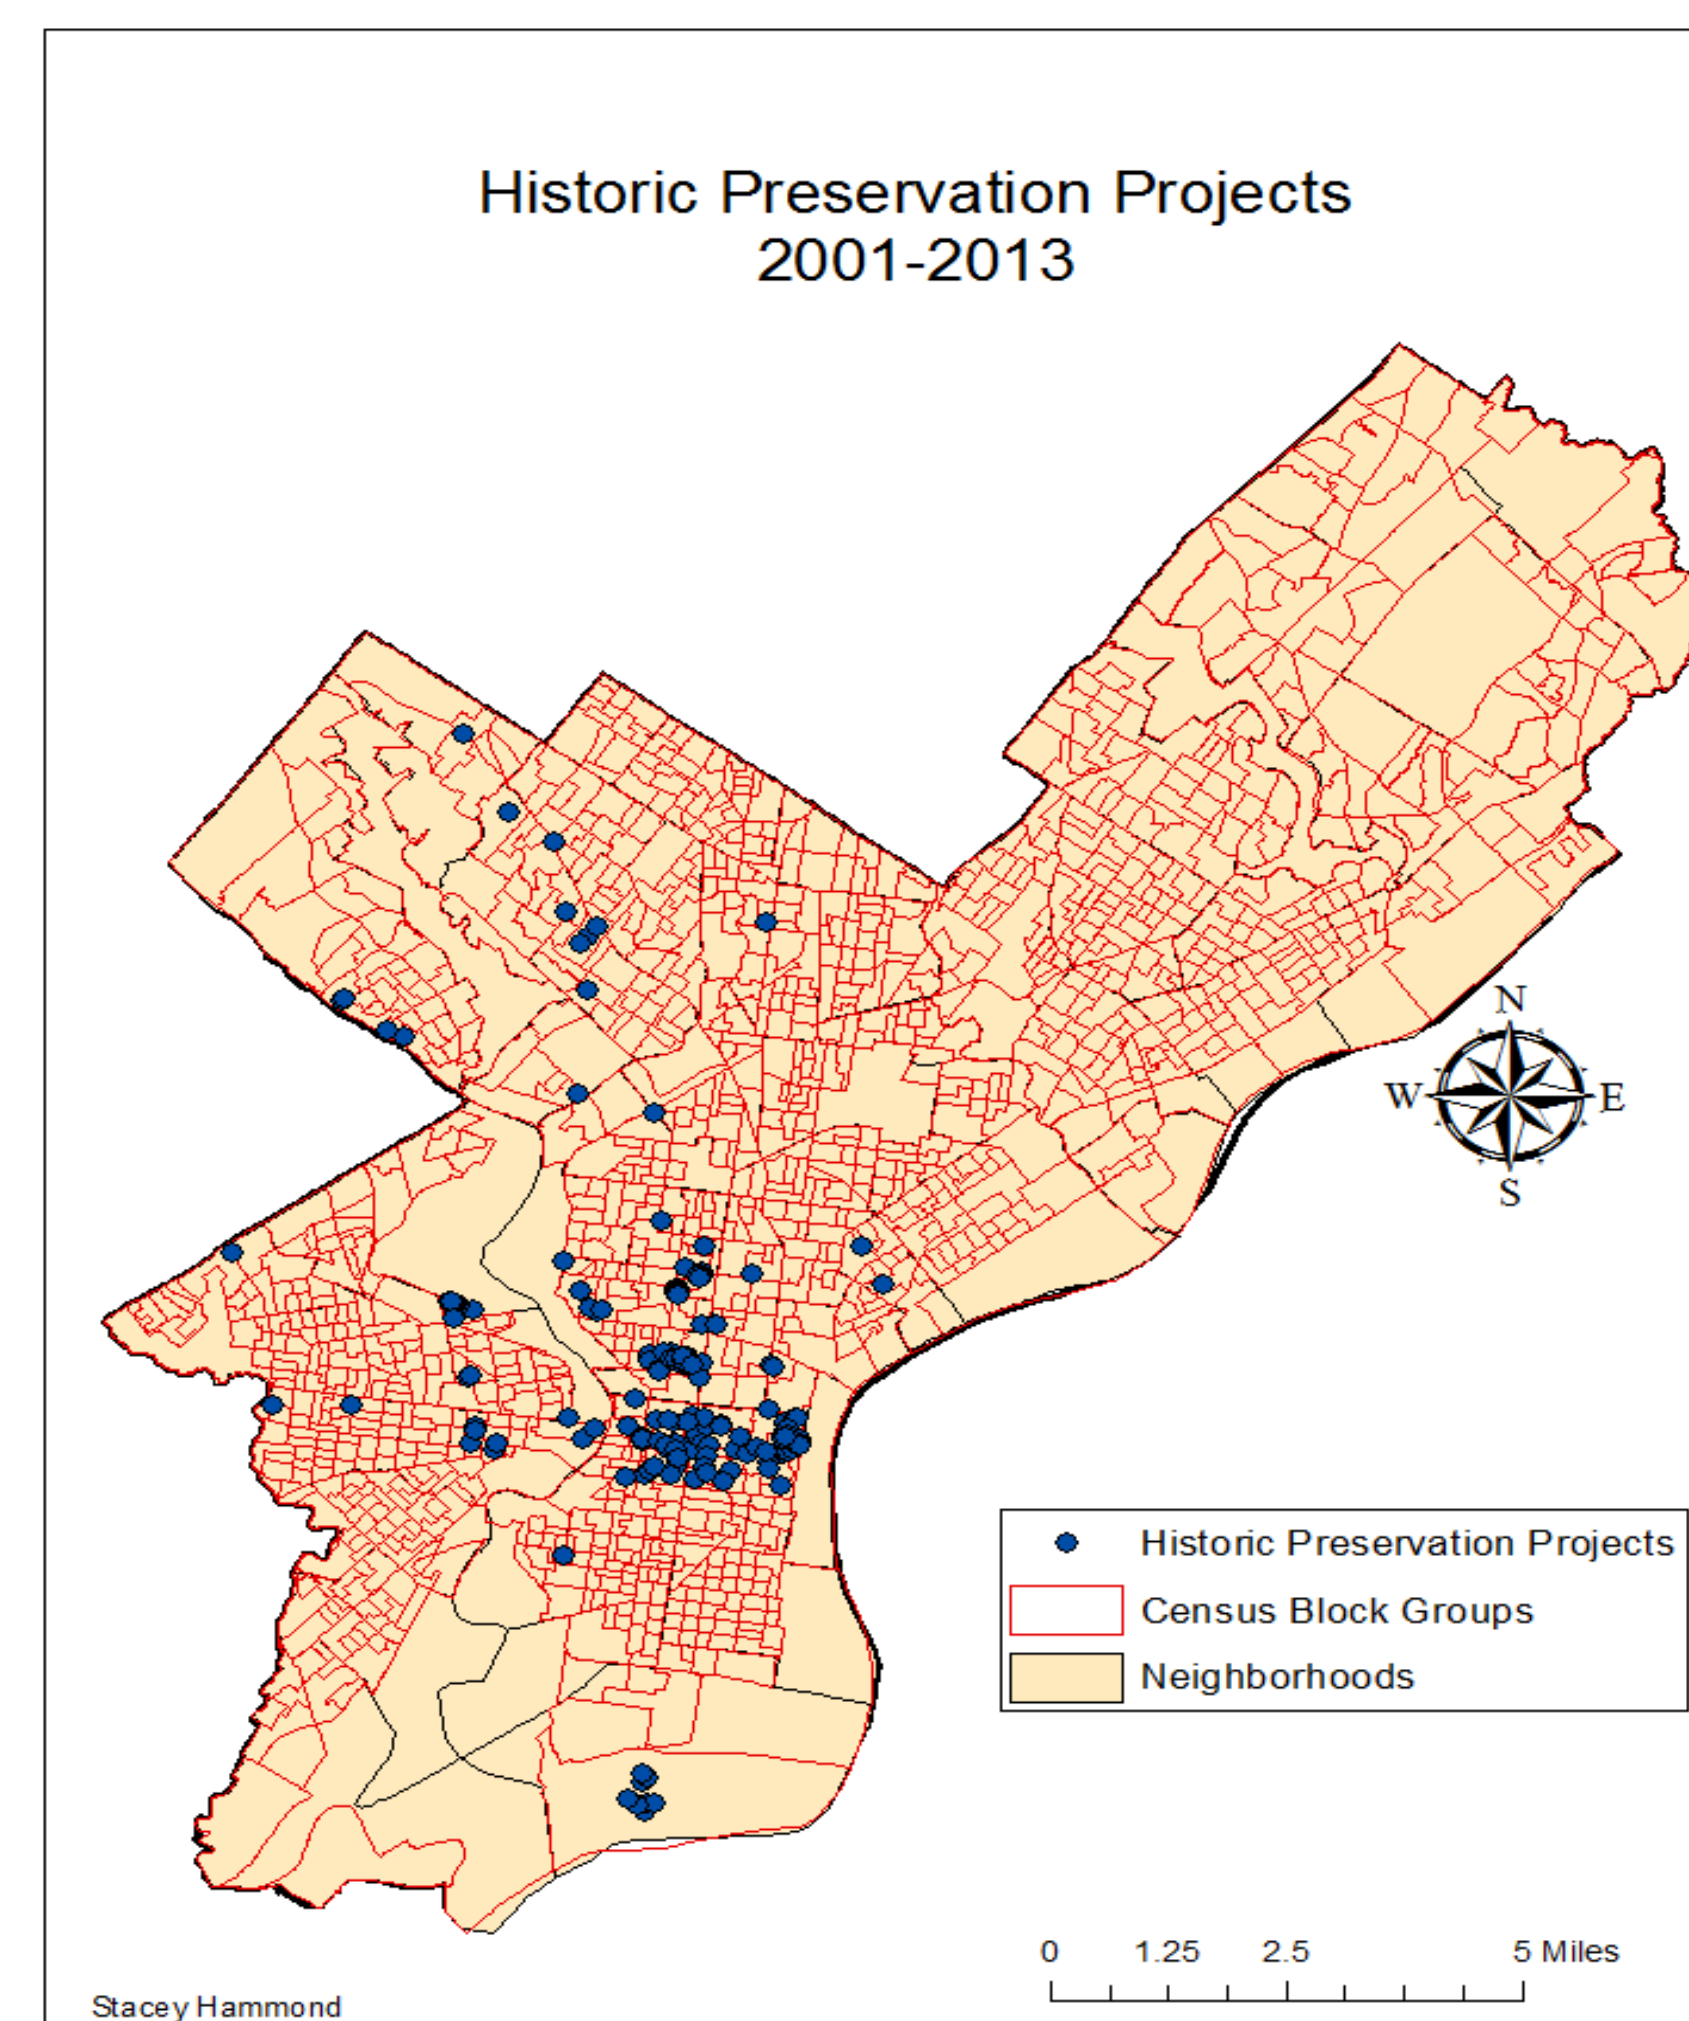 Historic Preservation Projects
2001-2013
N
W
E
S
Historic Preservation Projects
Census Block Groups
Neighborhoods
0 1.25 2.5 5 Miles
Stacey Hammond